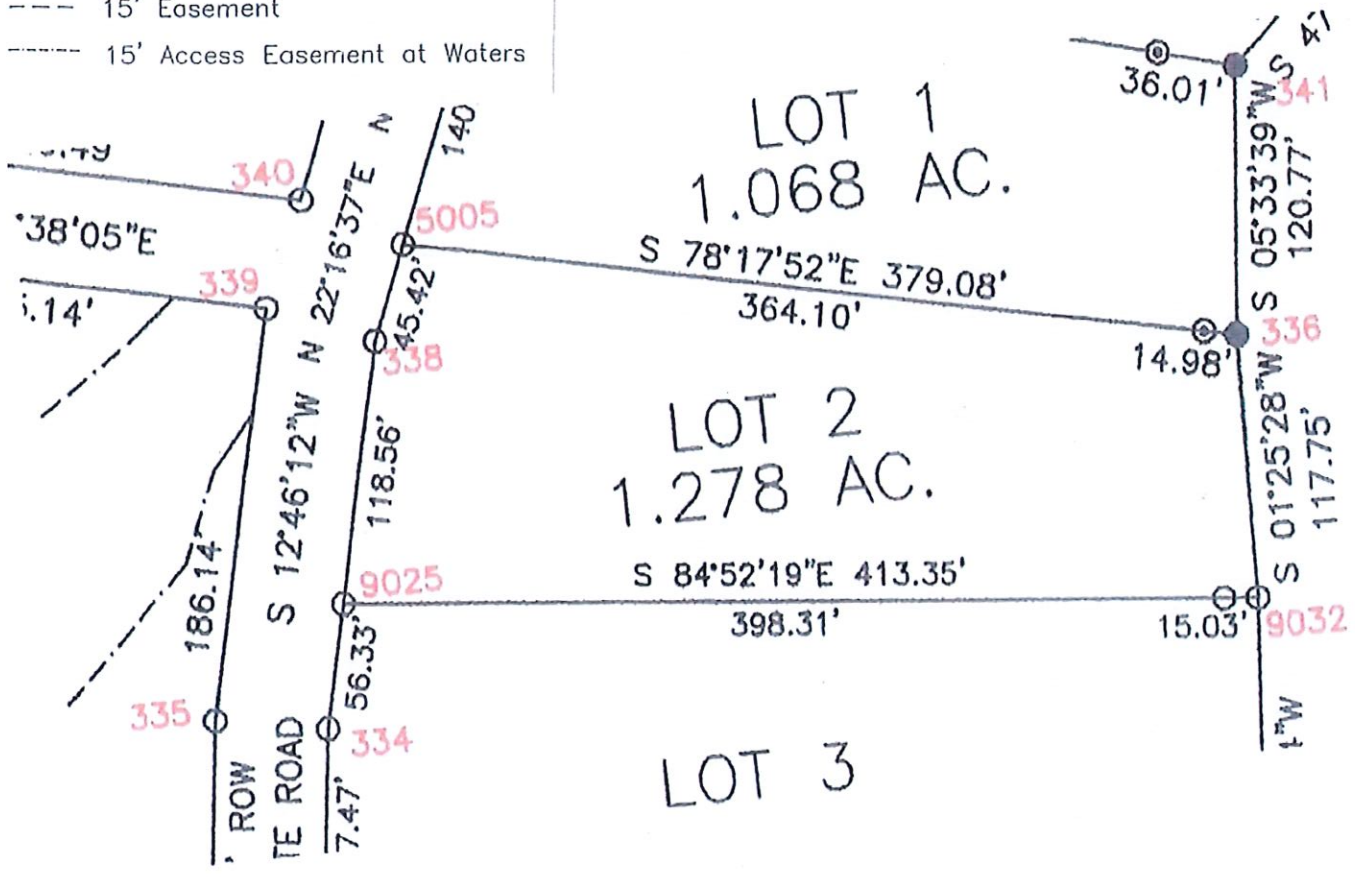 15' Easement
15' Access Easement at Waters
36.01'
341
LOT 1
1.068 AC.
S 05°33'39"W
120.77'
340
38'05"E
339
.14'
N 22°16'37"E
140
5005
45.42'
338
S 78°17'52"E 379.08'
364.10'
336
14.98'
S 12°46'12"W
118.56'
LOT 2
1.278 AC.
S 01°25'28"W
117.75'
186.14'
9025
S 84°52'19"E 413.35'
398.31'
15.03'
9032
56.33'
335
334
LOT 3
ROW
TE ROAD
7.47'